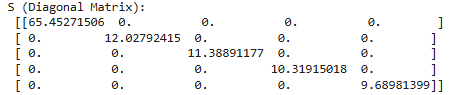 S (Diagonal Matrix):
[[65.45271506  0.          0.          0.          0.        ]
[ 0.         12.02792415  0.          0.          0.        ]
[ 0.          0.         11.38891177  0.          0.        ]
[ 0.          0.          0.         10.31915018  0.        ]
[ 0.          0.          0.          0.          9.68981399]]